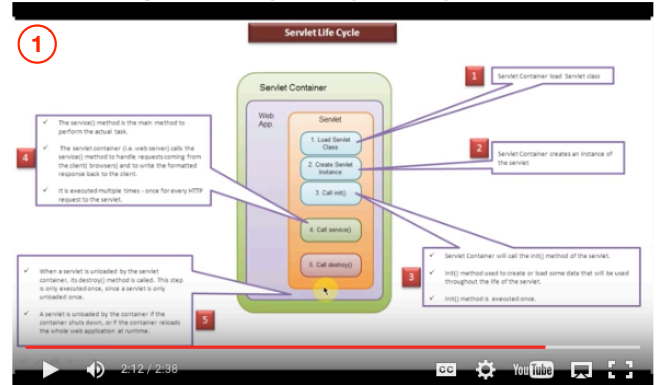 1
Servlet Life Cycle
Servlet Container
Web
App.
Servlet
1. Load Servlet
Class
2. Create Servlet
Instance
3. Call init()
4. Call service()
5. Call destroy()
1
Servlet Container load Servlet class
2
Servlet Container creates an instance of
the servlet
3
✓ Servlet Container will call the init() method of the servlet.
✓ Init() method used to create or load some data that will be used
throughout the life of the servlet.
✓ Init() method is executed once.
4
✓ The service() method is the main method to
perform the actual task.
✓ The servlet container (i.e. web server) calls the
service() method to handle requests coming from
the client( browsers) and to write the formatted
response back to the client.
✓ It is executed multiple times - once for every HTTP
request to the servlet.
5
✓ When a servlet is unloaded by the servlet
container, its destroy() method is called. This step
is only executed once, since a servlet is only
unloaded once.
✓ A servlet is unloaded by the container if the
container shuts down, or if the container reloads
the whole web application at runtime.
2:12 / 2:38
CC
YouTube